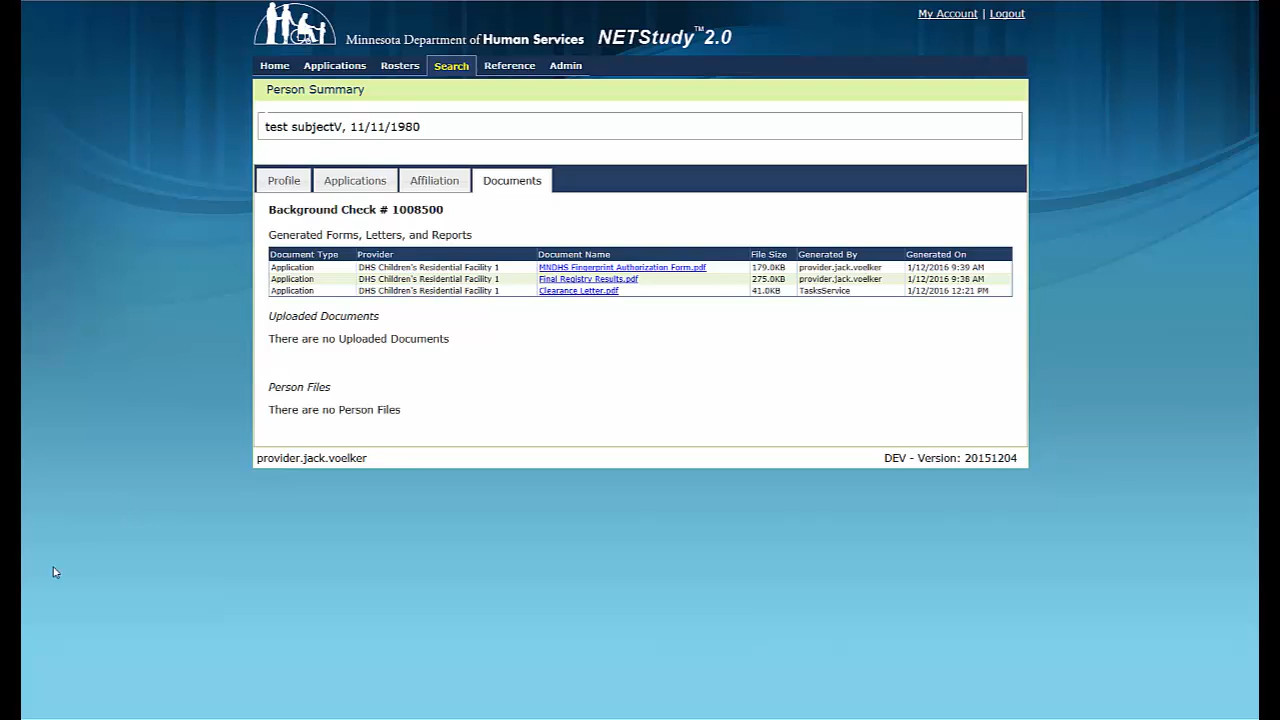 My Account | Logout
Minnesota Department of Human Services NETStudy™ 2.0
Home Applications Rosters Search Reference Admin
Person Summary
test subjectV, 11/11/1980
Profile Applications Affiliation Documents
Background Check # 1008500
Generated Forms, Letters, and Reports
Document Type Provider Document Name File Size Generated By Generated On
Application DHS Children's Residential Facility 1 MNDHS Fingerprint Authorization Form.pdf 179.0KB provider.jack.voelker 1/12/2016 9:39 AM
Application DHS Children's Residential Facility 1 Final Registry Results.pdf 275.0KB provider.jack.voelker 1/12/2016 9:38 AM
Application DHS Children's Residential Facility 1 Clearance Letter.pdf 41.0KB TasksService 1/12/2016 12:21 PM
Uploaded Documents
There are no Uploaded Documents
Person Files
There are no Person Files
provider.jack.voelker DEV - Version: 20151204